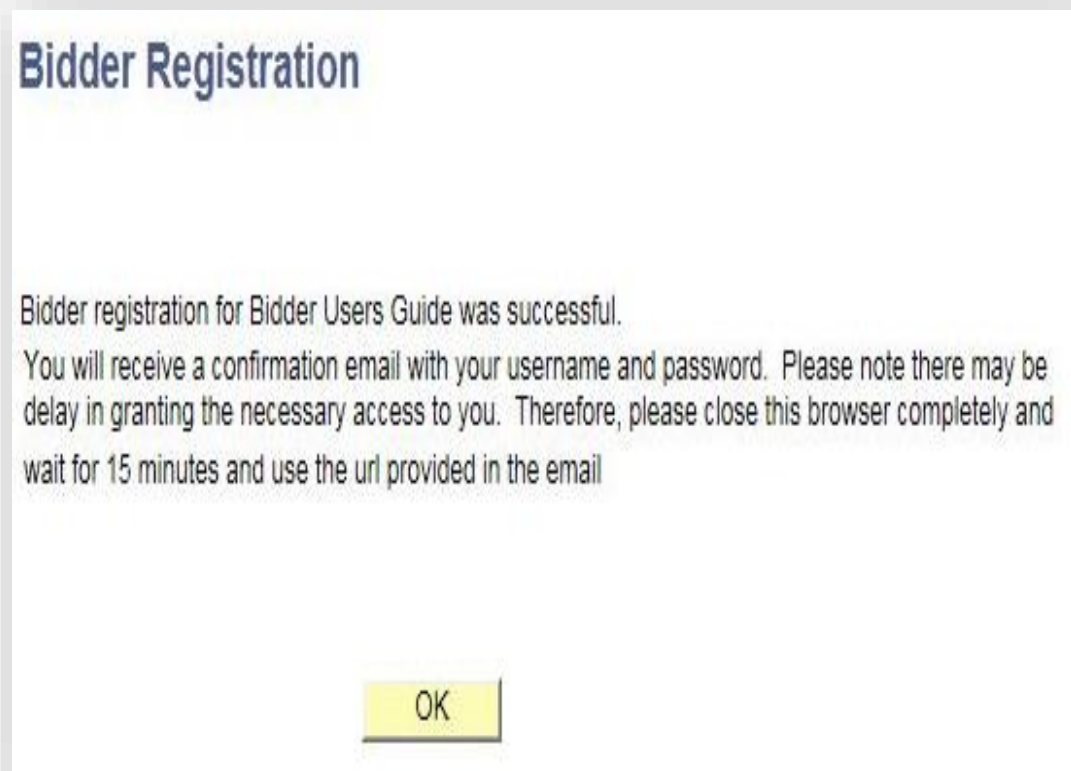 Bidder Registration
Bidder registration for Bidder Users Guide was successful.
You will receive a confirmation email with your username and password. Please note there may be
delay in granting the necessary access to you. Therefore, please close this browser completely and
wait for 15 minutes and use the url provided in the email
OK